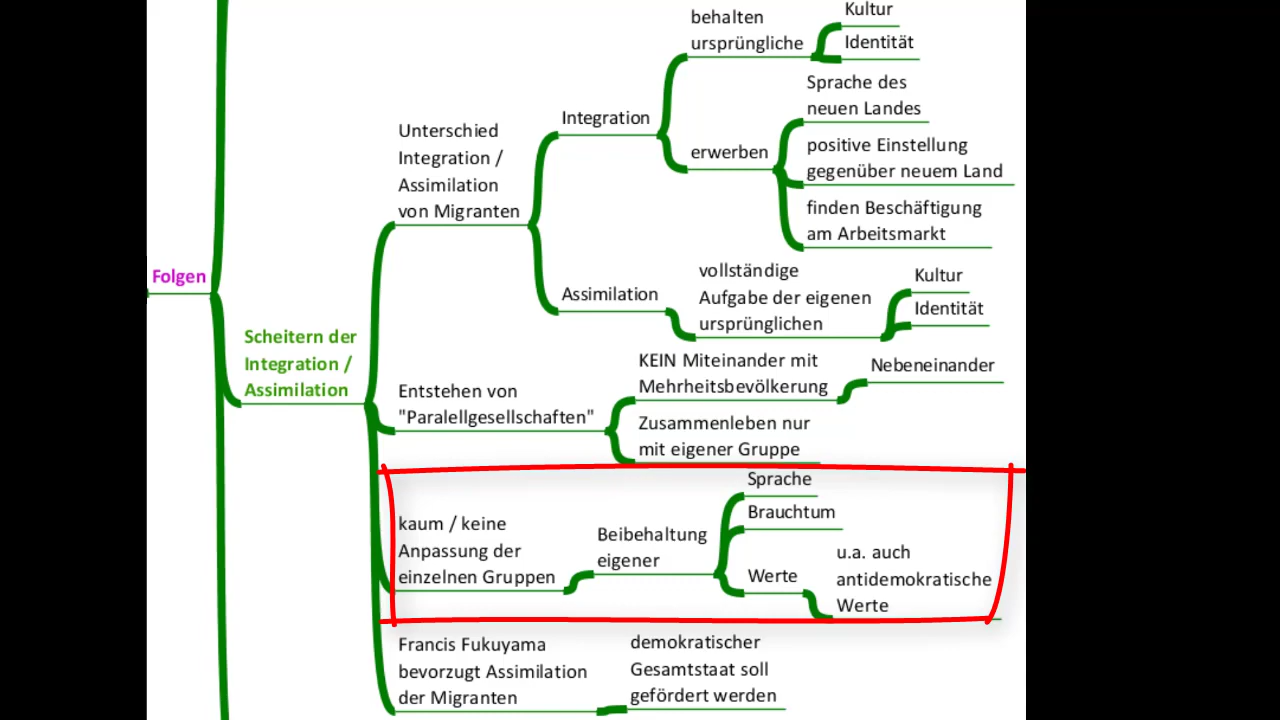 Folgen
Scheitern der
Integration /
Assimilation
Unterschied
Integration /
Assimilation
von Migranten
Integration
behalten
ursprüngliche
Kultur
Identität
erwerben
Sprache des
neuen Landes
positive Einstellung
gegenüber neuem Land
finden Beschäftigung
am Arbeitsmarkt
Assimilation
vollständige
Aufgabe der eigenen
ursprünglichen
Kultur
Identität
Entstehen von
"Paralellgesellschaften"
KEIN Miteinander mit
Mehrheitsbevölkerung
Nebeneinander
Zusammenleben nur
mit eigener Gruppe
kaum / keine
Anpassung der
einzelnen Gruppen
Beibehaltung
eigener
Sprache
Brauchtum
Werte
u.a. auch
antidemokratische
Werte
Francis Fukuyama
bevorzugt Assimilation
der Migranten
demokratischer
Gesamtstaat soll
gefördert werden